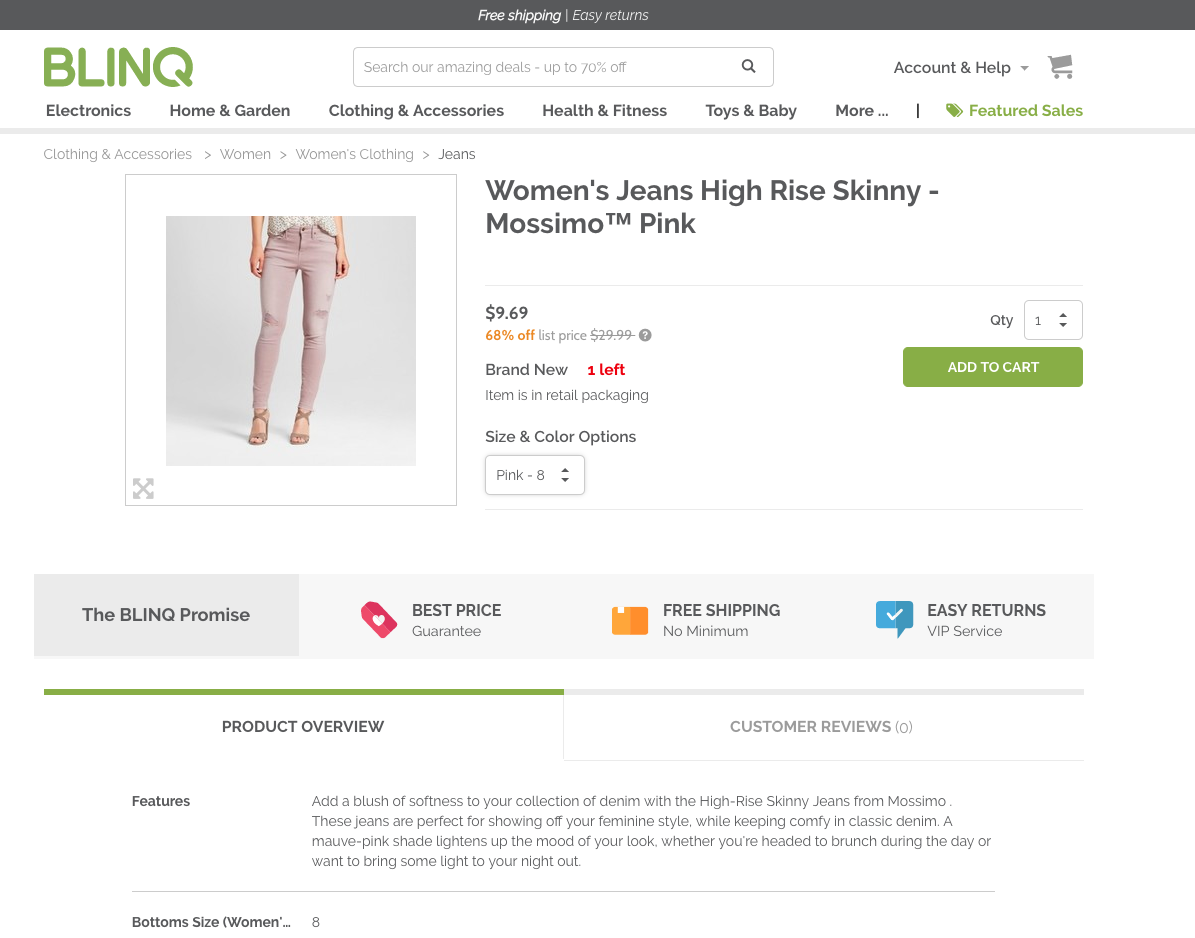 Free shipping | Easy returns
BLINQ
Search our amazing deals - up to 70% off
Account & Help
Electronics
Home & Garden
Clothing & Accessories
Health & Fitness
Toys & Baby
More ...
|
Featured Sales
Clothing & Accessories > Women > Women's Clothing > Jeans
Women's Jeans High Rise Skinny -
Mossimo™ Pink
$9.69
68% off list price $29.99 ?
Qty 1
ADD TO CART
Brand New 1 left
Item is in retail packaging
Size & Color Options
Pink - 8
The BLINQ Promise
BEST PRICE
Guarantee
FREE SHIPPING
No Minimum
EASY RETURNS
VIP Service
PRODUCT OVERVIEW
CUSTOMER REVIEWS (0)
Features
Add a blush of softness to your collection of denim with the High-Rise Skinny Jeans from Mossimo .
These jeans are perfect for showing off your feminine style, while keeping comfy in classic denim. A
mauve-pink shade lightens up the mood of your look, whether you're headed to brunch during the day or
want to bring some light to your night out.
Bottoms Size (Women'... 8